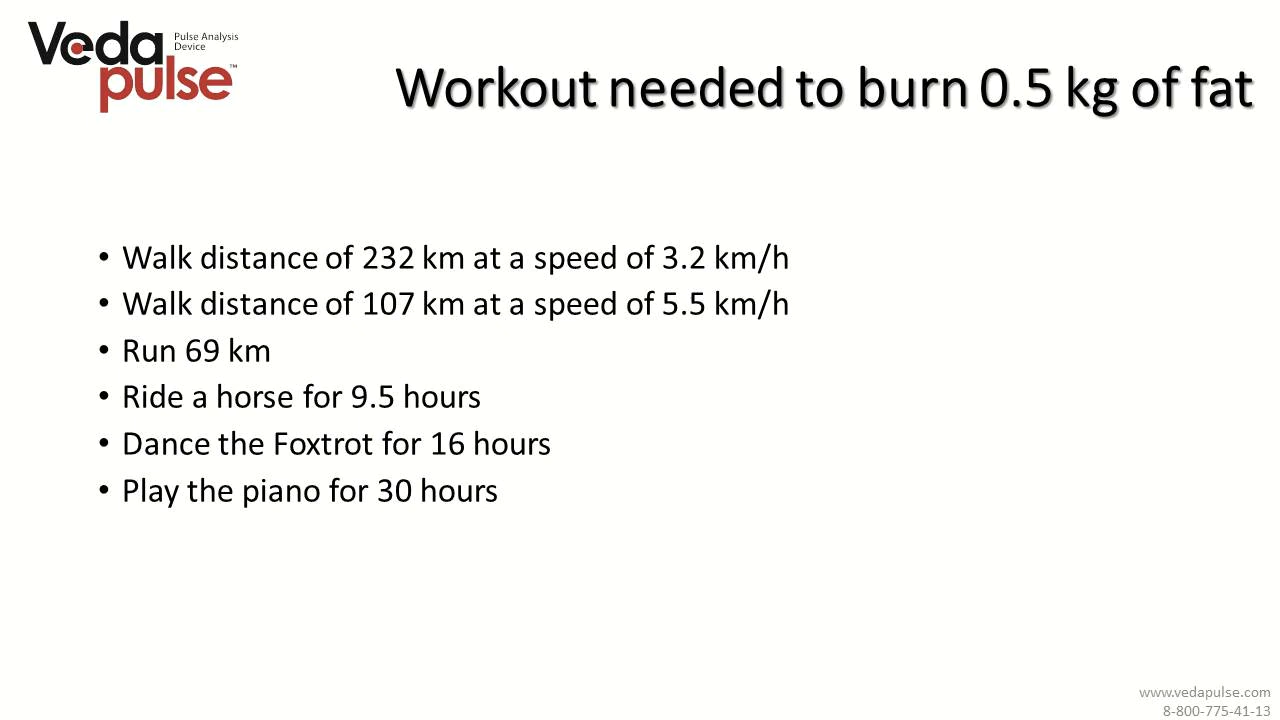 Veda
pulse™
Pulse Analysis
Device
Workout needed to burn 0.5 kg of fat
• Walk distance of 232 km at a speed of 3.2 km/h
• Walk distance of 107 km at a speed of 5.5 km/h
• Run 69 km
• Ride a horse for 9.5 hours
• Dance the Foxtrot for 16 hours
• Play the piano for 30 hours
www.vedapulse.com
8-800-775-41-13